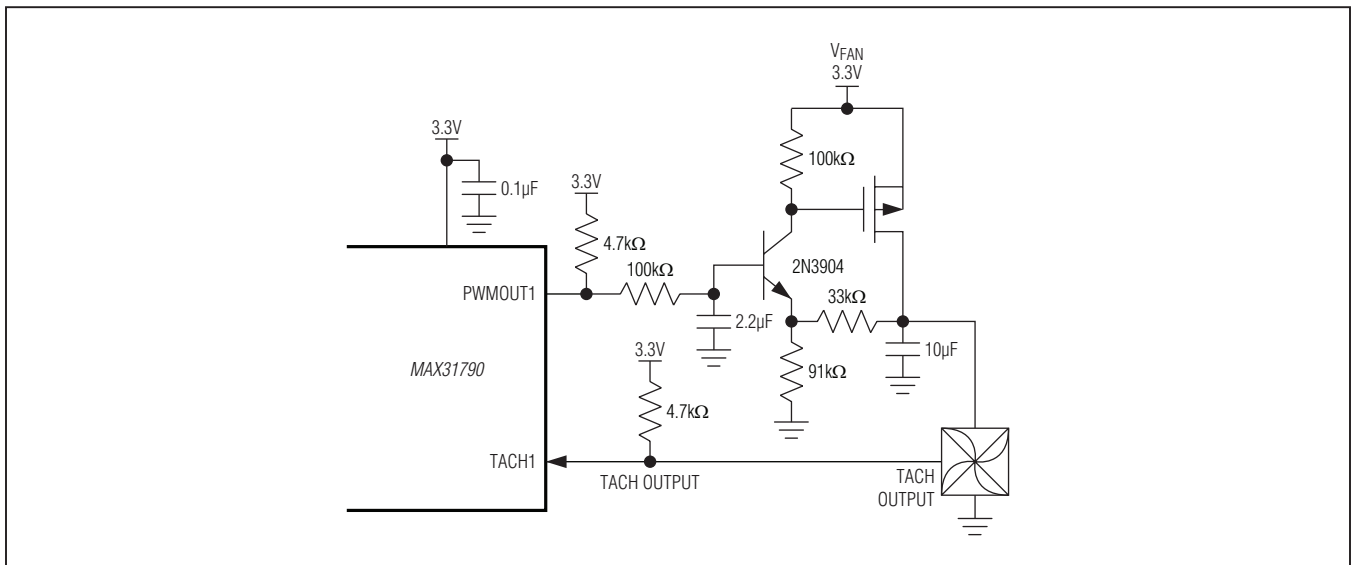 VFAN
3.3V
3.3V
100kΩ
0.1µF
3.3V
4.7kΩ
100kΩ
2N3904
PWMOUT1
33kΩ
2.2µF
3.3V
10µF
MAX31790
91kΩ
4.7kΩ
TACH1
TACH OUTPUT
TACH
OUTPUT